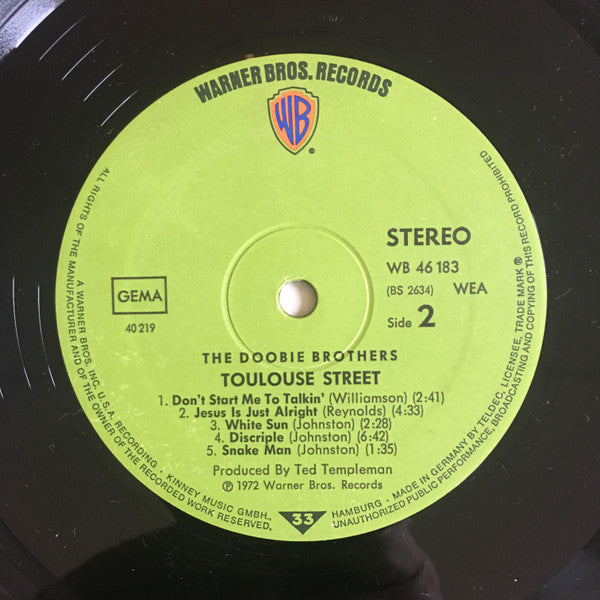 WARNER BROS. RECORDS
WB
®
STEREO
WB 46 183
(BS 2634) WEA
Side 2
GEMA
40 219
THE DOOBIE BROTHERS
TOULOUSE STREET
1. Don't Start Me To Talkin' (Williamson) (2:41)
2. Jesus Is Just Alright (Reynolds) (4:33)
3. White Sun (Johnston) (2:28)
4. Discriple (Johnston) (6:42)
5. Snake Man (Johnston) (1:35)
Produced By Ted Templeman
Ⓟ 1972 Warner Bros. Records
33
ALL RIGHTS OF THE MANUFACTURER AND OF THE OWNER OF THE RECORDED WORK RESERVED,
UNAUTHORIZED PUBLIC PERFORMANCE, BROADCASTING AND COPYING OF THIS RECORD PROHIBITED
A WARNER BROS. INC. U.S.A. RECORDING · KINNEY MUSIC GMBH.,
HAMBURG · MADE IN GERMANY BY TELDEC, LICENSEE, TRADE MARK ®